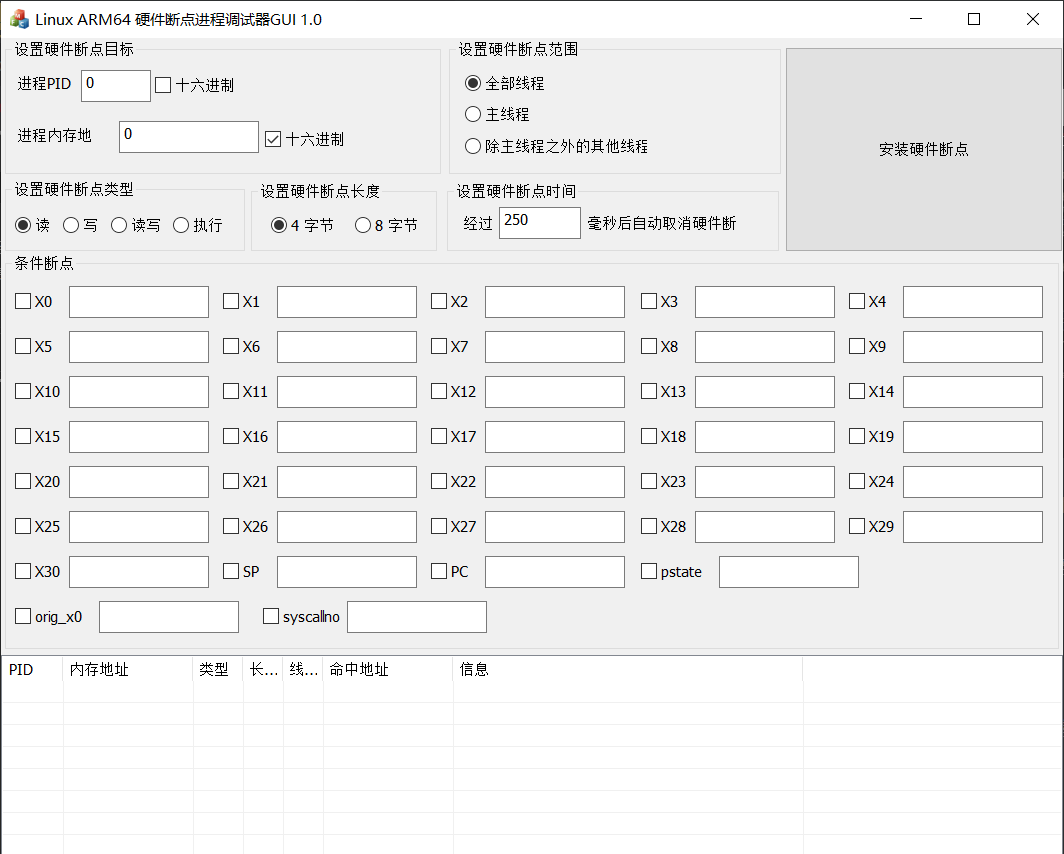 Linux ARM64 硬件断点进程调试器GUI 1.0
设置硬件断点目标
进程PID 0 十六进制
进程内存地 0 十六进制
设置硬件断点范围
全部线程
主线程
除主线程之外的其他线程
安装硬件断点
设置硬件断点类型
读 写 读写 执行
设置硬件断点长度
4 字节 8 字节
设置硬件断点时间
经过 250 毫秒后自动取消硬件断
条件断点
X0 X1 X2 X3 X4
X5 X6 X7 X8 X9
X10 X11 X12 X13 X14
X15 X16 X17 X18 X19
X20 X21 X22 X23 X24
X25 X26 X27 X28 X29
X30 SP PC pstate
orig_x0 syscallno
PID 内存地址 类型 长... 线... 命中地址 信息